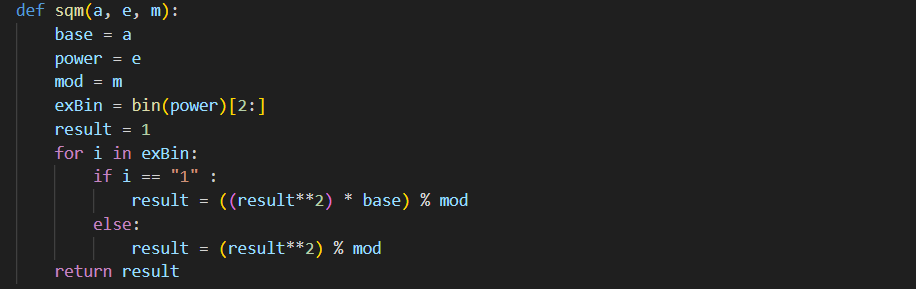 def sqm(a, e, m):
    base = a
    power = e
    mod = m
    exBin = bin(power)[2:]
    result = 1
    for i in exBin:
        if i == "1" :
            result = ((result**2) * base) % mod
        else:
            result = (result**2) % mod
    return result